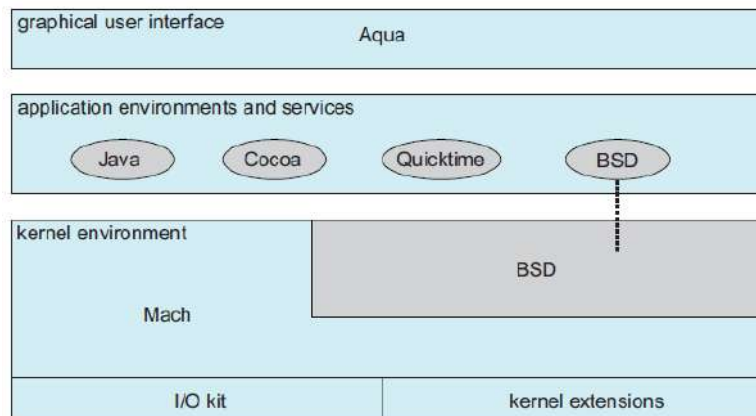 graphical user interface
Aqua
application environments and services
Java
Cocoa
Quicktime
BSD
kernel environment
BSD
Mach
I/O kit
kernel extensions